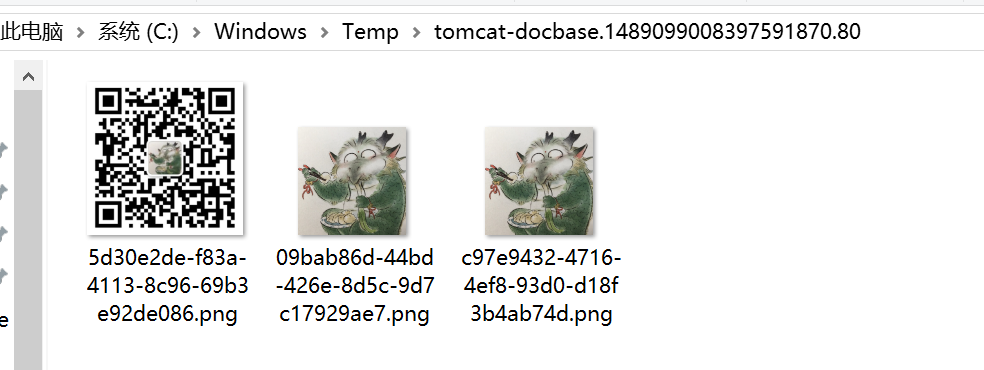 此电脑 › 系统 (C:) › Windows › Temp › tomcat-docbase.1489099008397591870.80
5d30e2de-f83a-
4113-8c96-69b3
e92de086.png
09bab86d-44bd
-426e-8d5c-9d7
c17929ae7.png
c97e9432-4716-
4ef8-93d0-d18f
3b4ab74d.png
e